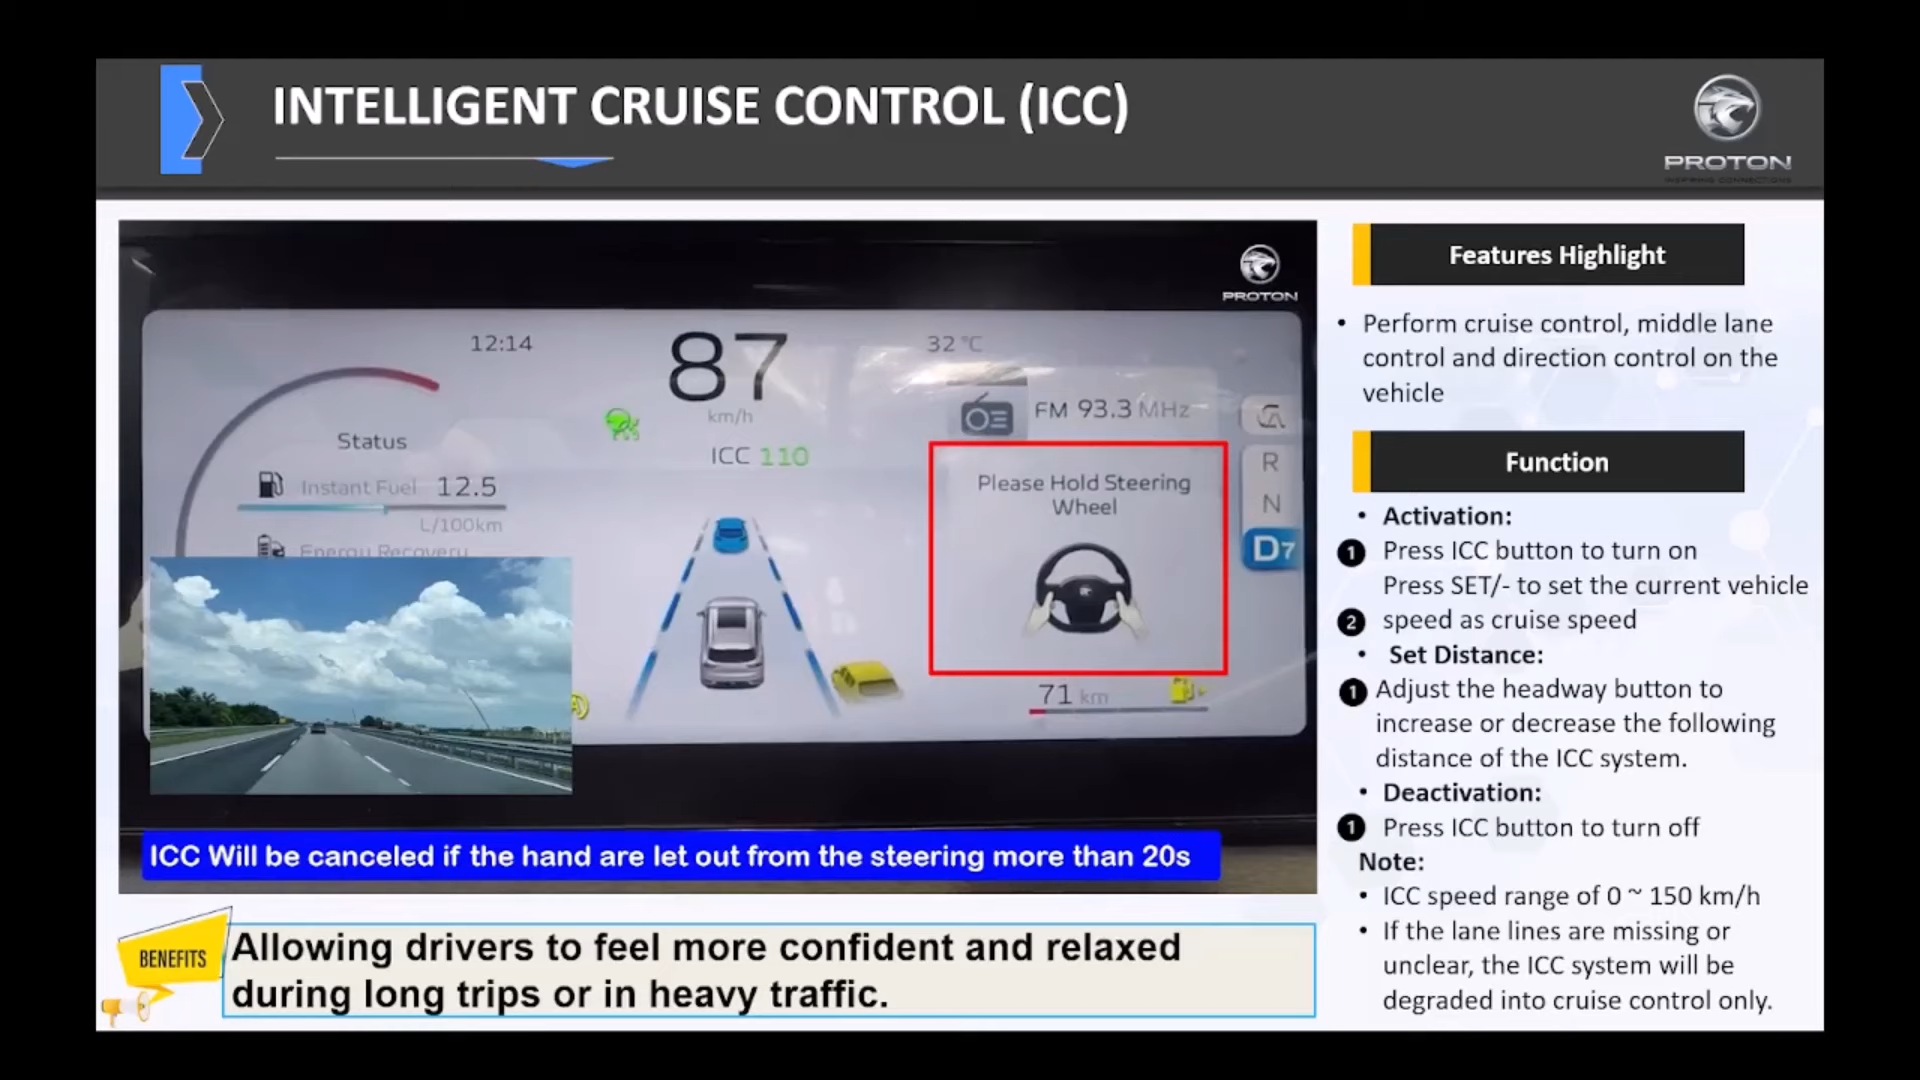 INTELLIGENT CRUISE CONTROL (ICC)
PROTON
PROTON
12:14
87
km/h
32 °C
FM 93.3 MHz
Status
ICC 110
Instant Fuel 12.5
L/100km
Energy Recovery
Please Hold Steering
Wheel
R
N
D7
71 km
ICC Will be canceled if the hand are let out from the steering more than 20s
BENEFITS
Allowing drivers to feel more confident and relaxed
during long trips or in heavy traffic.
Features Highlight
• Perform cruise control, middle lane
control and direction control on the
vehicle
Function
• Activation:
1 Press ICC button to turn on
Press SET/- to set the current vehicle
2 speed as cruise speed
• Set Distance:
1 Adjust the headway button to
increase or decrease the following
distance of the ICC system.
• Deactivation:
1 Press ICC button to turn off
Note:
• ICC speed range of 0 ~ 150 km/h
• If the lane lines are missing or
unclear, the ICC system will be
degraded into cruise control only.